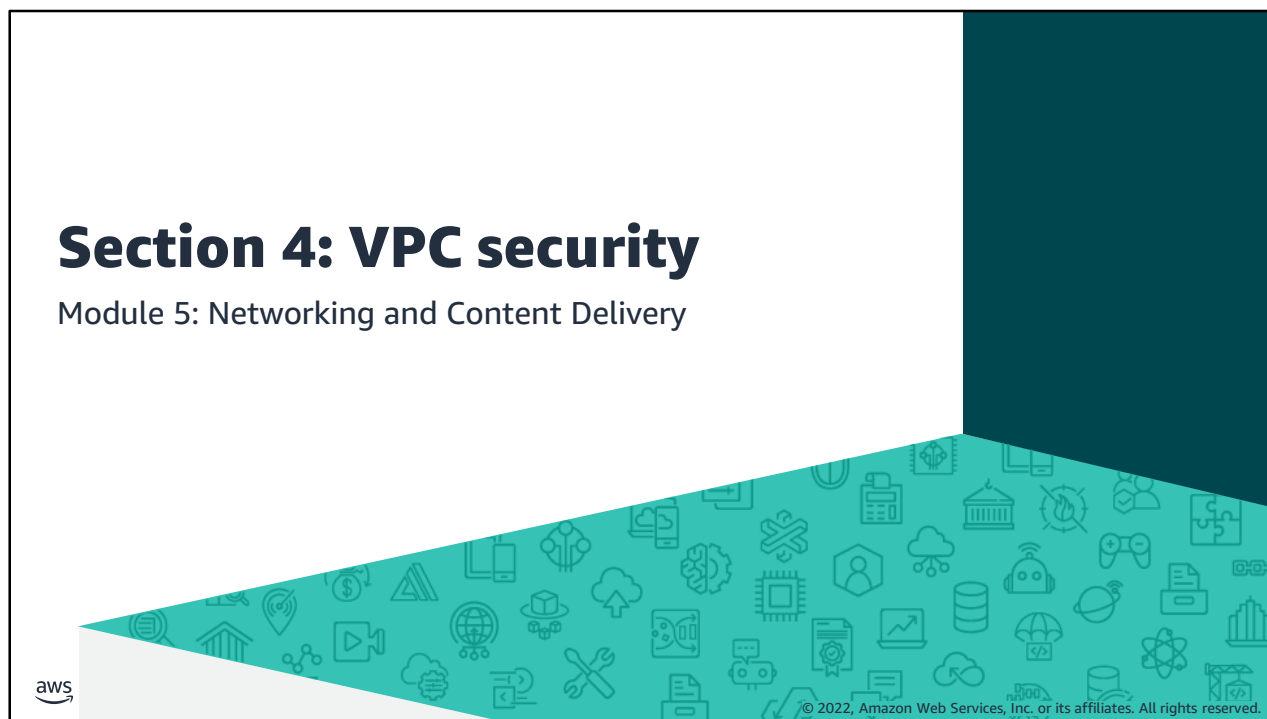 Section 4: VPC security
Module 5: Networking and Content Delivery
aws
© 2022, Amazon Web Services, Inc. or its affiliates. All rights reserved.